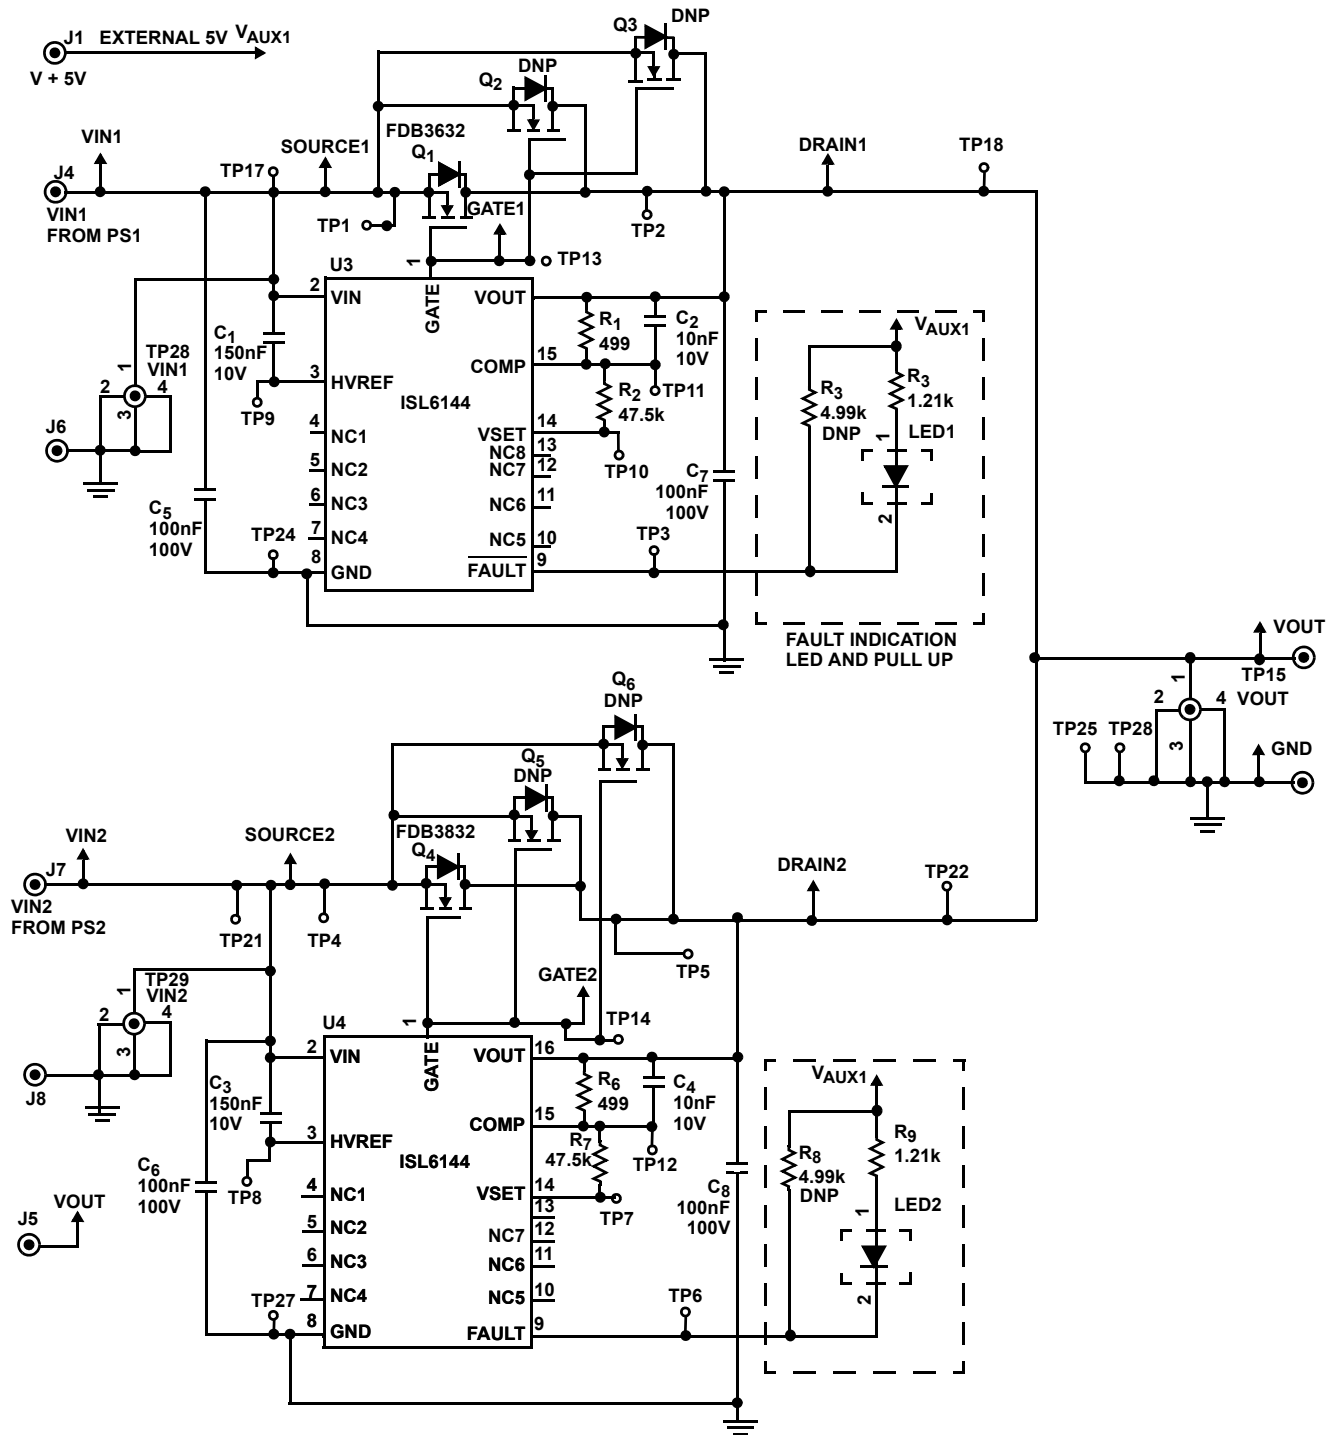 J1 EXTERNAL 5V VAUX1
V + 5V
Q3 DNP
Q2 DNP
FDB3632
Q1
VIN1
J4
VIN1
FROM PS1
TP17
SOURCE1
TP1
GATE1
TP13
TP2
DRAIN1
TP18
U3
1
GATE
2 VIN
VOUT
3 HVREF
COMP 15
ISL6144
4 NC1
VSET 14
NC8 13
5 NC2
NC7 12
6 NC3
NC6 11
7 NC4
NC5 10
8 GND
FAULT 9
C1
150nF
10V
TP9
TP28
VIN1
1
2 4
3
J6
C5
100nF
100V
TP24
R1
499
C2
10nF
10V
TP11
R2
47.5k
TP10
C7
100nF
100V
TP3
VAUX1
R3
4.99k
DNP
R3
1.21k
1 LED1
2
FAULT INDICATION
LED AND PULL UP
VOUT
TP15
VOUT
1
2 4
3
TP25 TP28
GND
Q6
DNP
Q5
DNP
FDB3832
Q4
VIN2
J7
VIN2
FROM PS2
SOURCE2
TP21
TP4
DRAIN2
TP22
TP5
GATE2
TP14
TP29
VIN2
1
2 4
3
J8
U4
1
GATE
2 VIN
VOUT 16
3 HVREF
COMP 15
ISL6144
4 NC1
VSET 14
13
5 NC2
NC7 12
6 NC3
NC6 11
7 NC4
NC5 10
8 GND
FAULT 9
C3
150nF
10V
TP8
C6
100nF
100V
TP27
J5
VOUT
R6
499
C4
10nF
10V
R7
47.5k
TP12
TP7
C8
100nF
100V
TP6
VAUX1
R8
4.99k
DNP
R9
1.21k
1 LED2
2